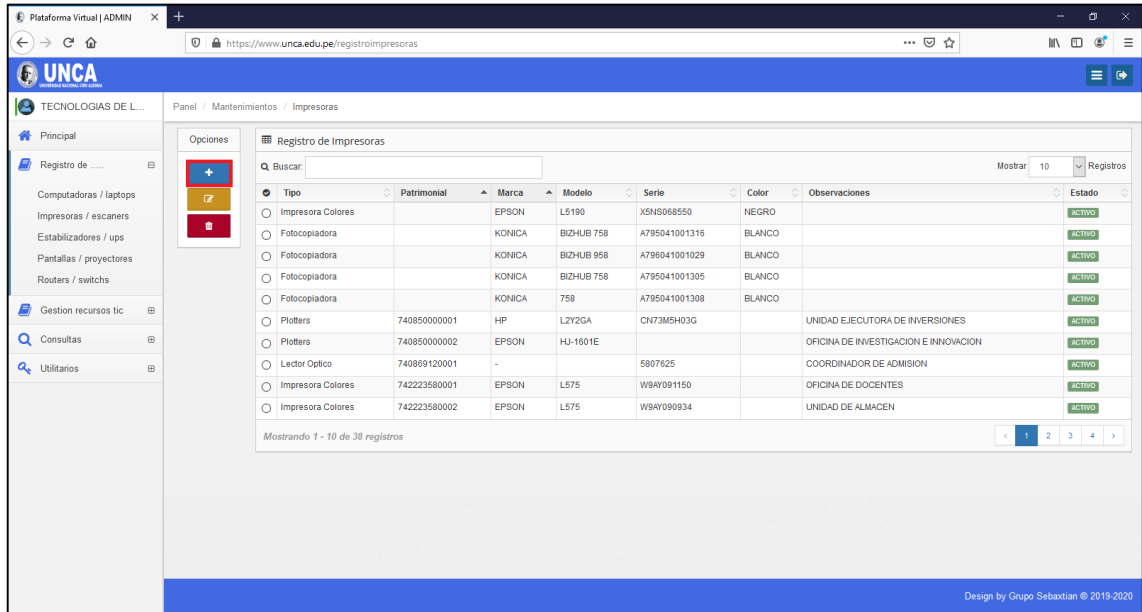 Plataforma Virtual | ADMIN
https://www.unca.edu.pe/registroimpresoras
UNCA
UNIVERSIDAD NACIONAL CIRO ALEGRIA
TECNOLOGIAS DE L...
Panel / Mantenimientos / Impresoras
Principal
Registro de .....
Computadoras / laptops
Impresoras / escaners
Estabilizadores / ups
Pantallas / proyectores
Routers / switchs
Gestion recursos tic
Consultas
Utilitarios
Opciones
Registro de Impresoras
Buscar:
Mostrar 10 Registros
Tipo Patrimonial Marca Modelo Serie Color Observaciones Estado
Impresora Colores EPSON L5190 X5NS068550 NEGRO ACTIVO
Fotocopiadora KONICA BIZHUB 758 A795041001316 BLANCO ACTIVO
Fotocopiadora KONICA BIZHUB 958 A796041001029 BLANCO ACTIVO
Fotocopiadora KONICA BIZHUB 758 A795041001305 BLANCO ACTIVO
Fotocopiadora KONICA 758 A795041001308 BLANCO ACTIVO
Plotters 740850000001 HP L2Y2GA CN73M5H03G UNIDAD EJECUTORA DE INVERSIONES ACTIVO
Plotters 740850000002 EPSON HJ-1601E OFICINA DE INVESTIGACION E INNOVACION ACTIVO
Lector Optico 740869120001 - 5807625 COORDINADOR DE ADMISION ACTIVO
Impresora Colores 742223580001 EPSON L575 W9AY091150 OFICINA DE DOCENTES ACTIVO
Impresora Colores 742223580002 EPSON L575 W9AY090934 UNIDAD DE ALMACEN ACTIVO
Mostrando 1 - 10 de 38 registros
1 2 3 4
Design by Grupo Sebaxtian ® 2019-2020